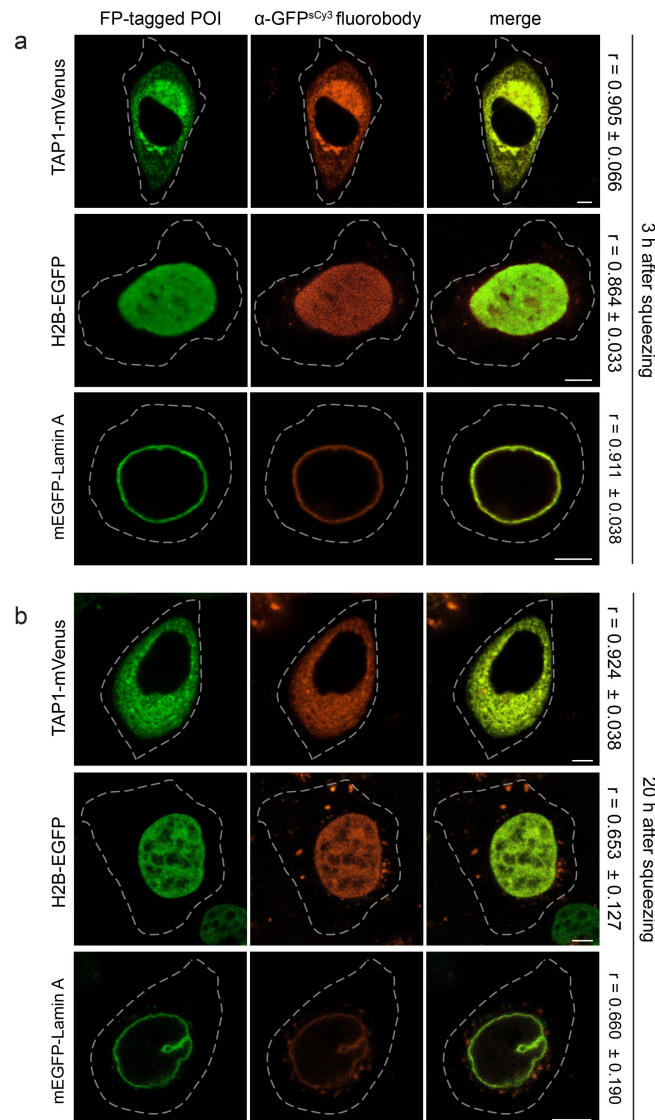 FP-tagged POI
α-GFPˢᶜʸ³ fluorobody
merge
a
TAP1-mVenus
r = 0.905 ± 0.066
H2B-EGFP
r = 0.864 ± 0.033
mEGFP-Lamin A
r = 0.911 ± 0.038
3 h after squeezing
b
TAP1-mVenus
r = 0.924 ± 0.038
H2B-EGFP
r = 0.653 ± 0.127
mEGFP-Lamin A
r = 0.660 ± 0.190
20 h after squeezing